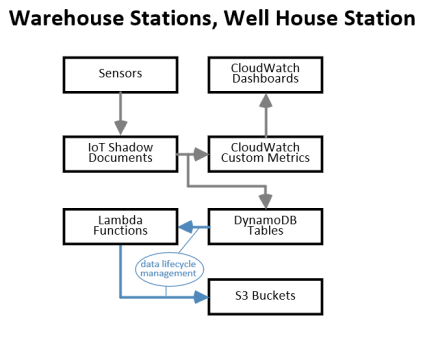 Warehouse Stations, Well House Station
Sensors
CloudWatch
Dashboards
IoT Shadow
Documents
CloudWatch
Custom Metrics
Lambda
Functions
DynamoDB
Tables
data lifecycle
management
S3 Buckets